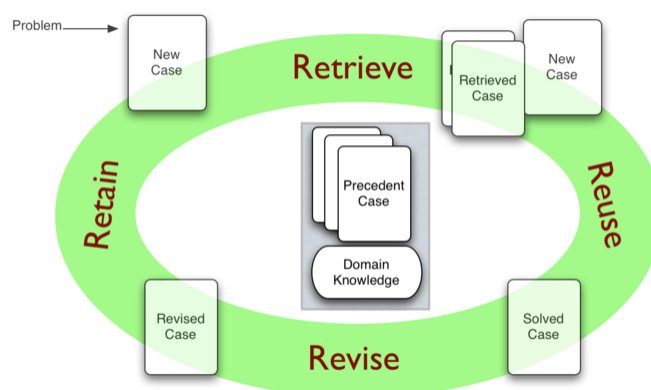 Problem
New
Case
Retrieve
Retrieved
Case
New
Case
Retain
Precedent
Case
Reuse
Domain
Knowledge
Revised
Case
Revise
Solved
Case